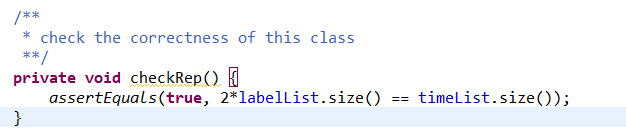 /**
 * check the correctness of this class
 **/
private void checkRep() {
    assertEquals(true, 2*labelList.size() == timeList.size());
}